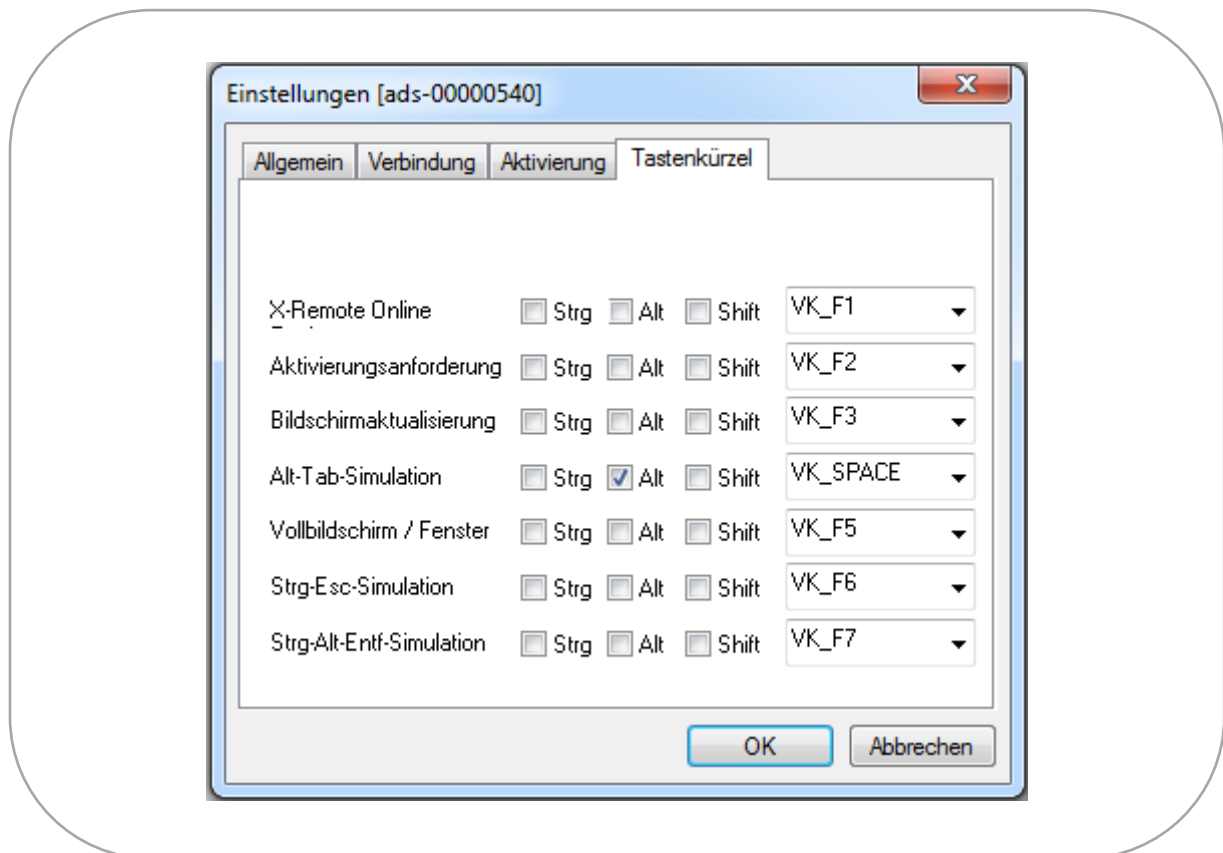 Einstellungen [ads-00000540]
Allgemein Verbindung Aktivierung Tastenkürzel
X-Remote Online Strg Alt Shift VK_F1
Aktivierungsanforderung Strg Alt Shift VK_F2
Bildschirmaktualisierung Strg Alt Shift VK_F3
Alt-Tab-Simulation Strg Alt Shift VK_SPACE
Vollbildschirm / Fenster Strg Alt Shift VK_F5
Strg-Esc-Simulation Strg Alt Shift VK_F6
Strg-Alt-Entf-Simulation Strg Alt Shift VK_F7
OK Abbrechen